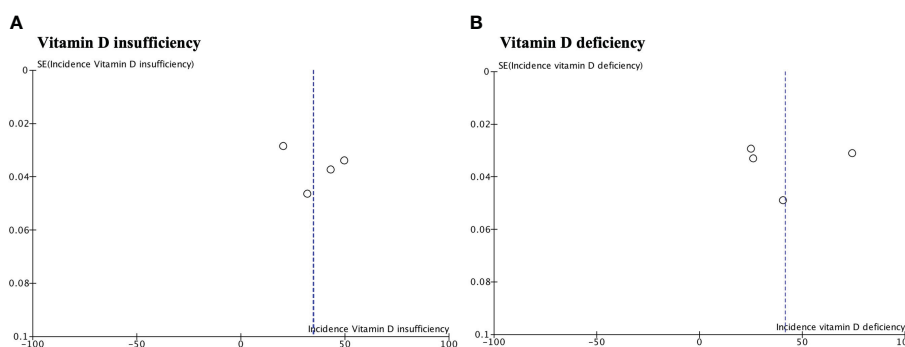 A
Vitamin D insufficiency
SE(Incidence Vitamin D insufficiency)
0
0.02
0.04
0.06
0.08
0.1
Incidence Vitamin D insufficiency
-100
-50
0
50
100
B
Vitamin D deficiency
SE(Incidence vitamin D deficiency)
0
0.02
0.04
0.06
0.08
0.1
Incidence vitamin D deficiency
-100
-50
0
50